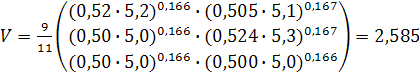 V = 9/11 ( ((0,52 · 5,2)^0,166 · (0,505 · 5,1)^0,167
(0,50 · 5,0)^0,166 · (0,524 · 5,3)^0,167
(0,50 · 5,0)^0,166 · (0,500 · 5,0)^0,166 ) = 2,585